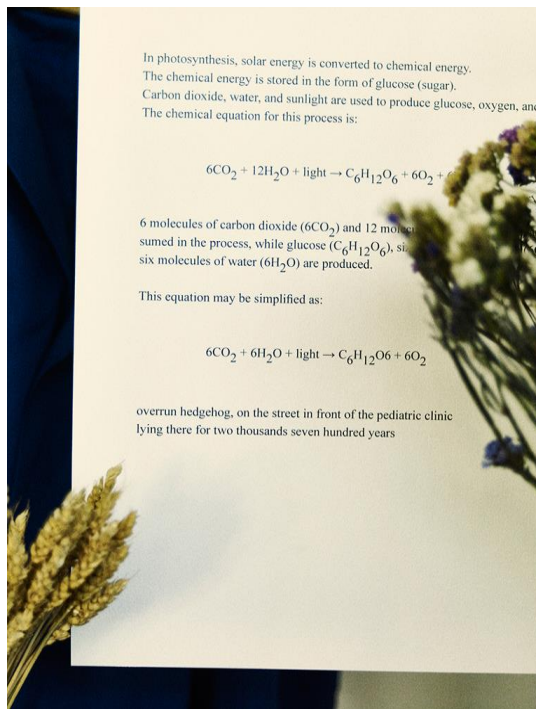 In photosynthesis, solar energy is converted to chemical energy.
The chemical energy is stored in the form of glucose (sugar).
Carbon dioxide, water, and sunlight are used to produce glucose, oxygen, and
The chemical equation for this process is:
6CO₂ + 12H₂O + light → C₆H₁₂O₆ + 6O₂ +
6 molecules of carbon dioxide (6CO₂) and 12
sumed in the process, while glucose (C₆H₁₂O₆),
six molecules of water (6H₂O) are produced.
This equation may be simplified as:
6CO₂ + 6H₂O + light → C₆H₁₂O6 + 6O₂
overrun hedgehog, on the street in front of the pediatric clinic
lying there for two thousands seven hundred years